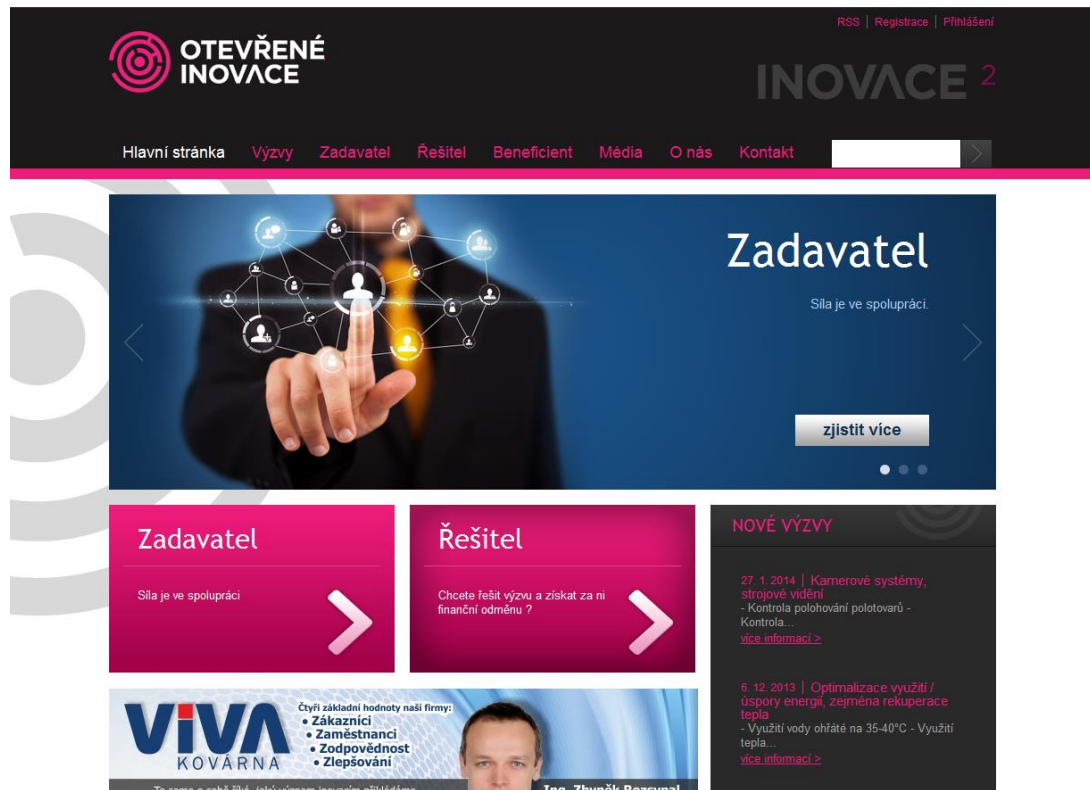 RSS | Registrace | Přihlášení
OTEVŘENÉ
INOVACE
INOVACE 2
Hlavní stránka Výzvy Zadavatel Řešitel Beneficient Média O nás Kontakt
Zadavatel
Síla je ve spolupráci.
zjistit více
Zadavatel
Síla je ve spolupráci
Řešitel
Chcete řešit výzvu a získat za ni
finanční odměnu ?
NOVÉ VÝZVY
27. 1. 2014 | Kamerové systémy,
strojové vidění
- Kontrola polohování polotovarů -
Kontrola...
více informací >
6. 12. 2013 | Optimalizace využití /
úspory energií, zejména rekuperace
tepla
- Využití vody ohřáté na 35-40°C - Využití
tepla...
více informací >
VIVA
KOVÁRNA
Čtyři základní hodnoty naší firmy:
• Zákazníci
• Zaměstnanci
• Zodpovědnost
• Zlepšování
Ing. Zbyněk